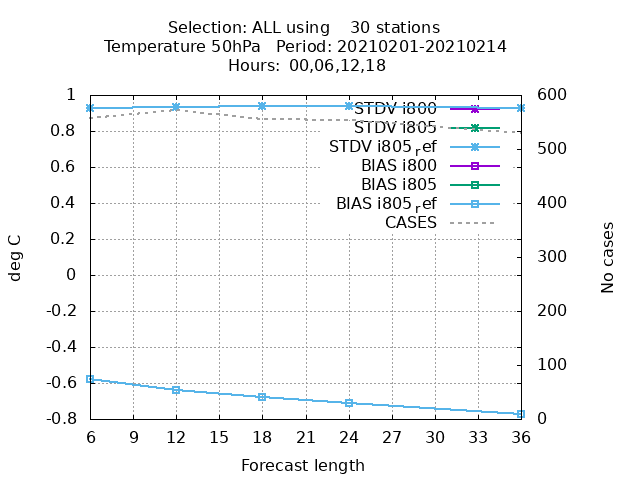 Selection: ALL using    30 stations
Temperature 50hPa   Period: 20210201-20210214
Hours:  00,06,12,18
1
0.8
0.6
0.4
0.2
0
-0.2
-0.4
-0.6
-0.8
deg C
600
500
400
300
200
100
0
No cases
STDV i800
STDV i805
STDV i805ref
BIAS i800
BIAS i805
BIAS i805ref
CASES
6 9 12 15 18 21 24 27 30 33 36
Forecast length